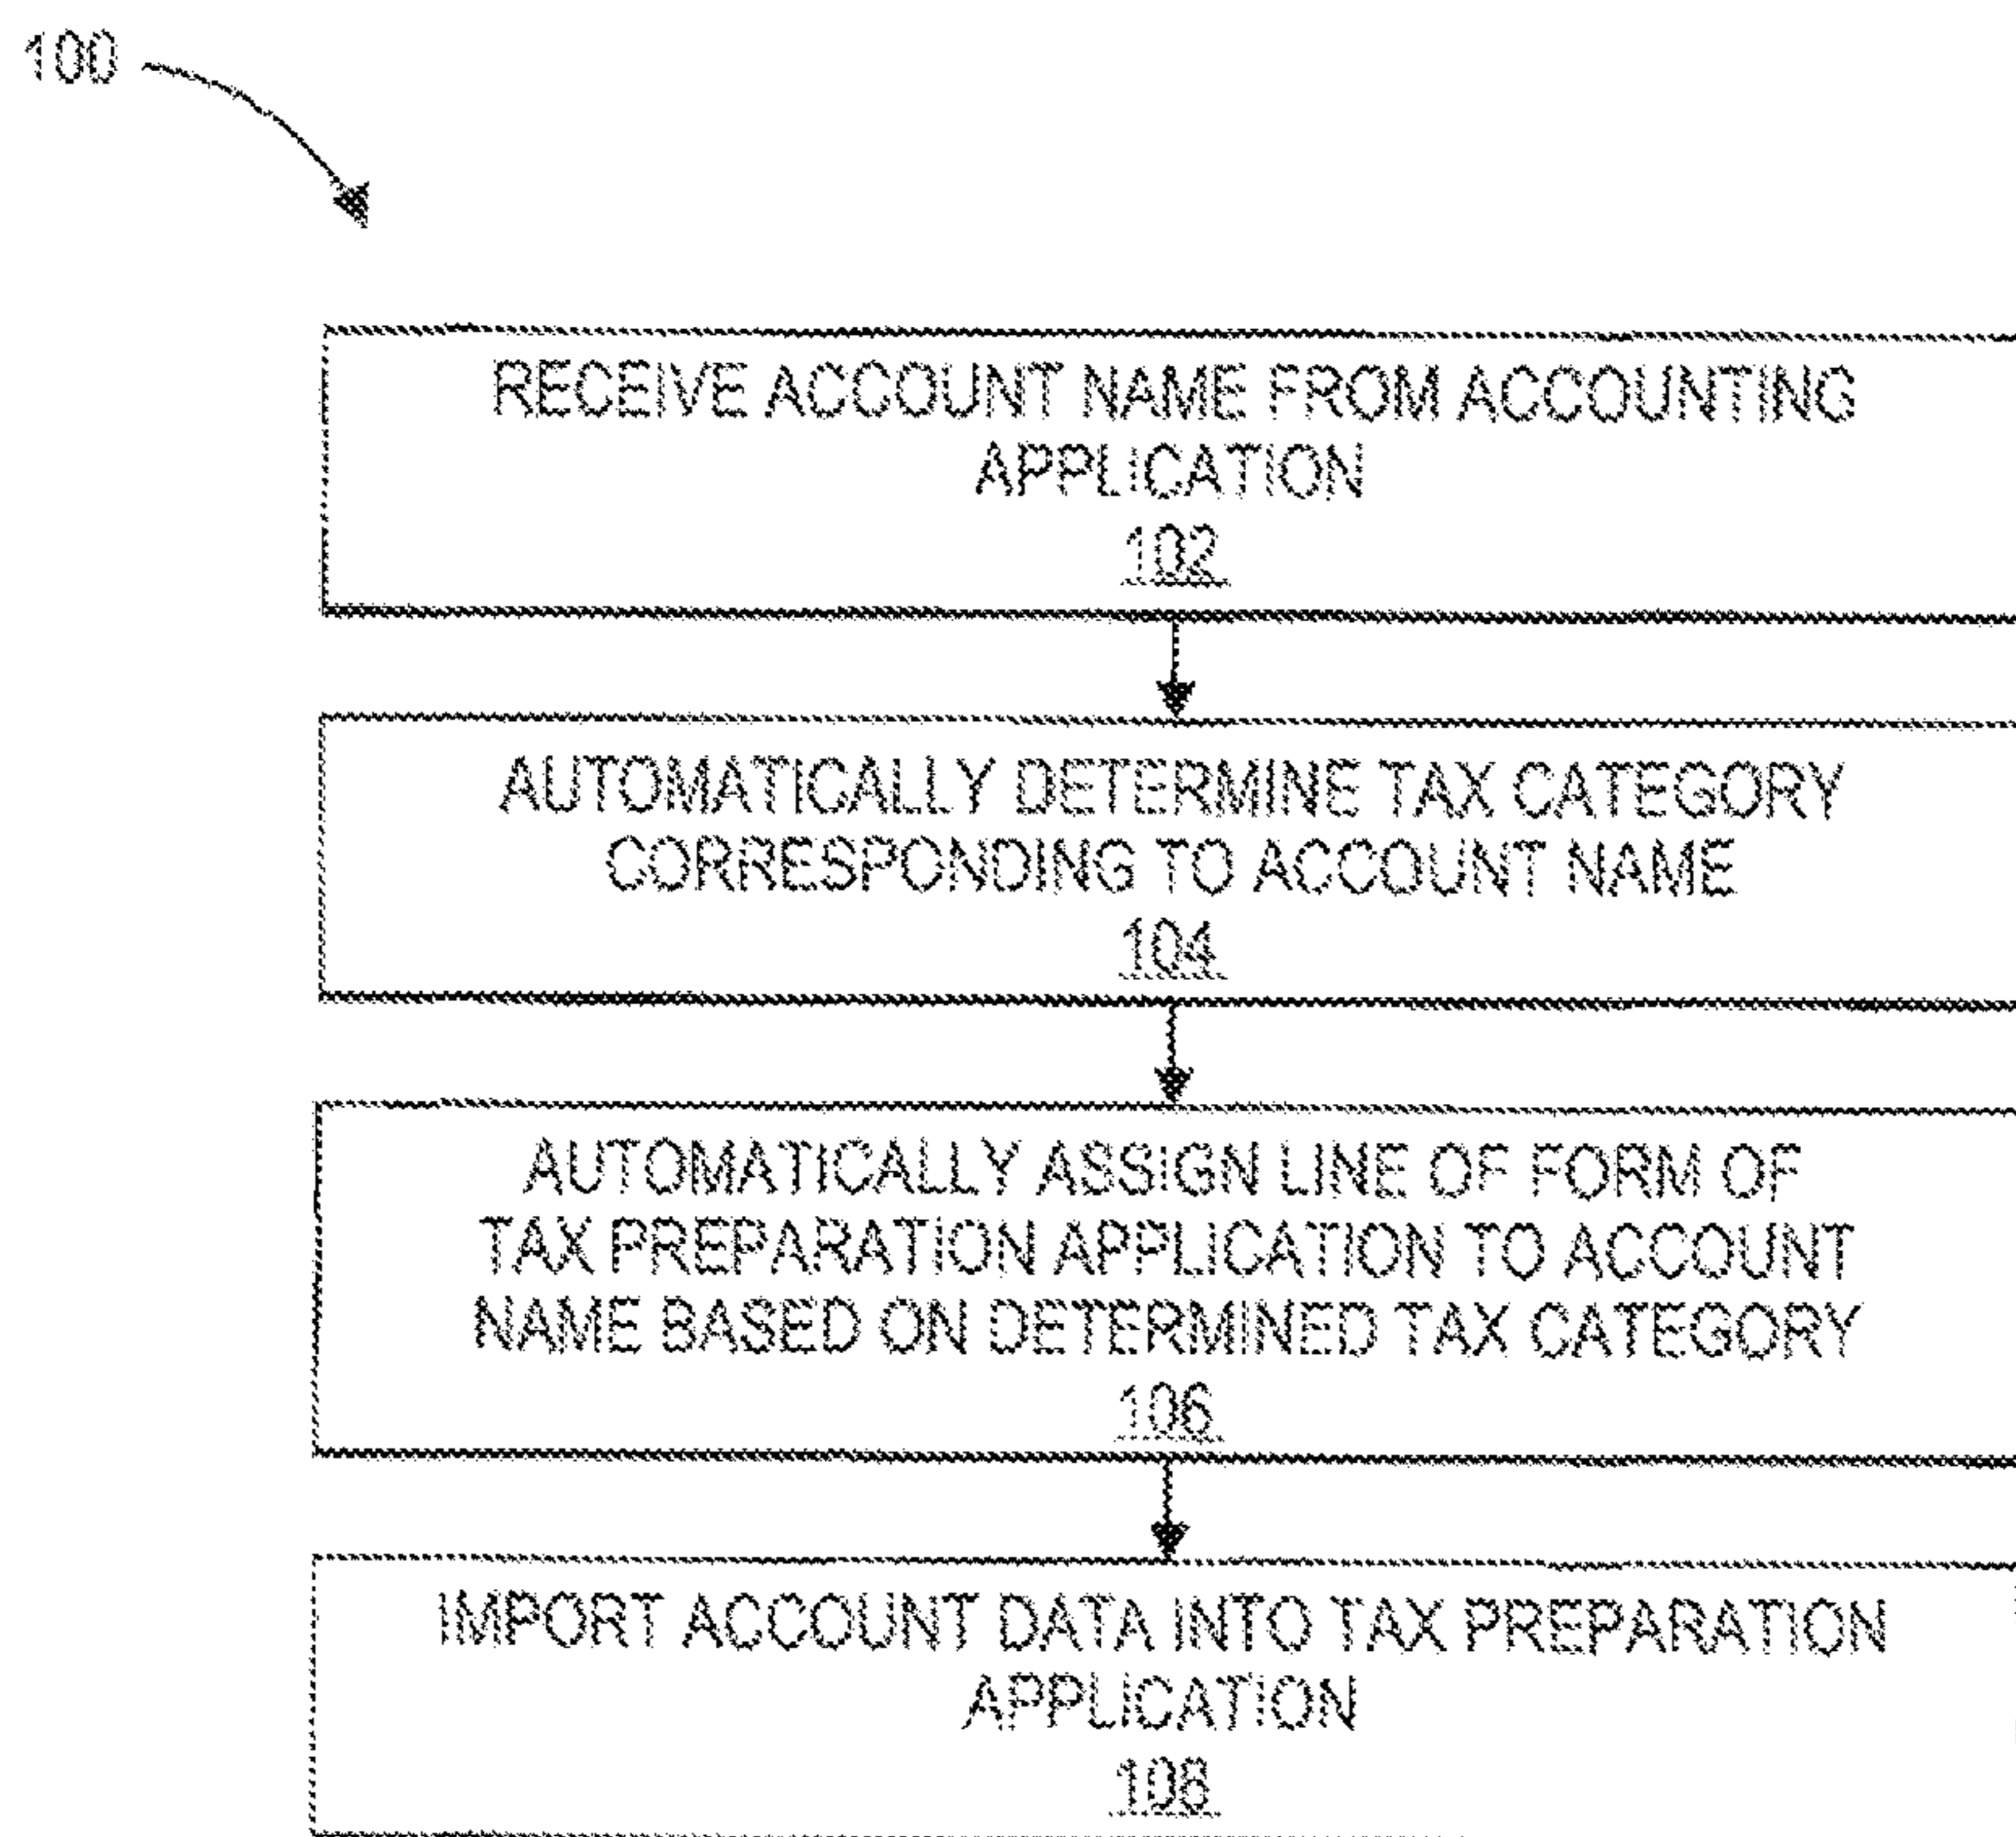 100
RECEIVE ACCOUNT NAME FROM ACCOUNTING
APPLICATION
102
AUTOMATICALLY DETERMINE TAX CATEGORY
CORRESPONDING TO ACCOUNT NAME
104
AUTOMATICALLY ASSIGN LINE OF FORM OF
TAX PREPARATION APPLICATION TO ACCOUNT
NAME BASED ON DETERMINED TAX CATEGORY
106
IMPORT ACCOUNT DATA INTO TAX PREPARATION
APPLICATION
108